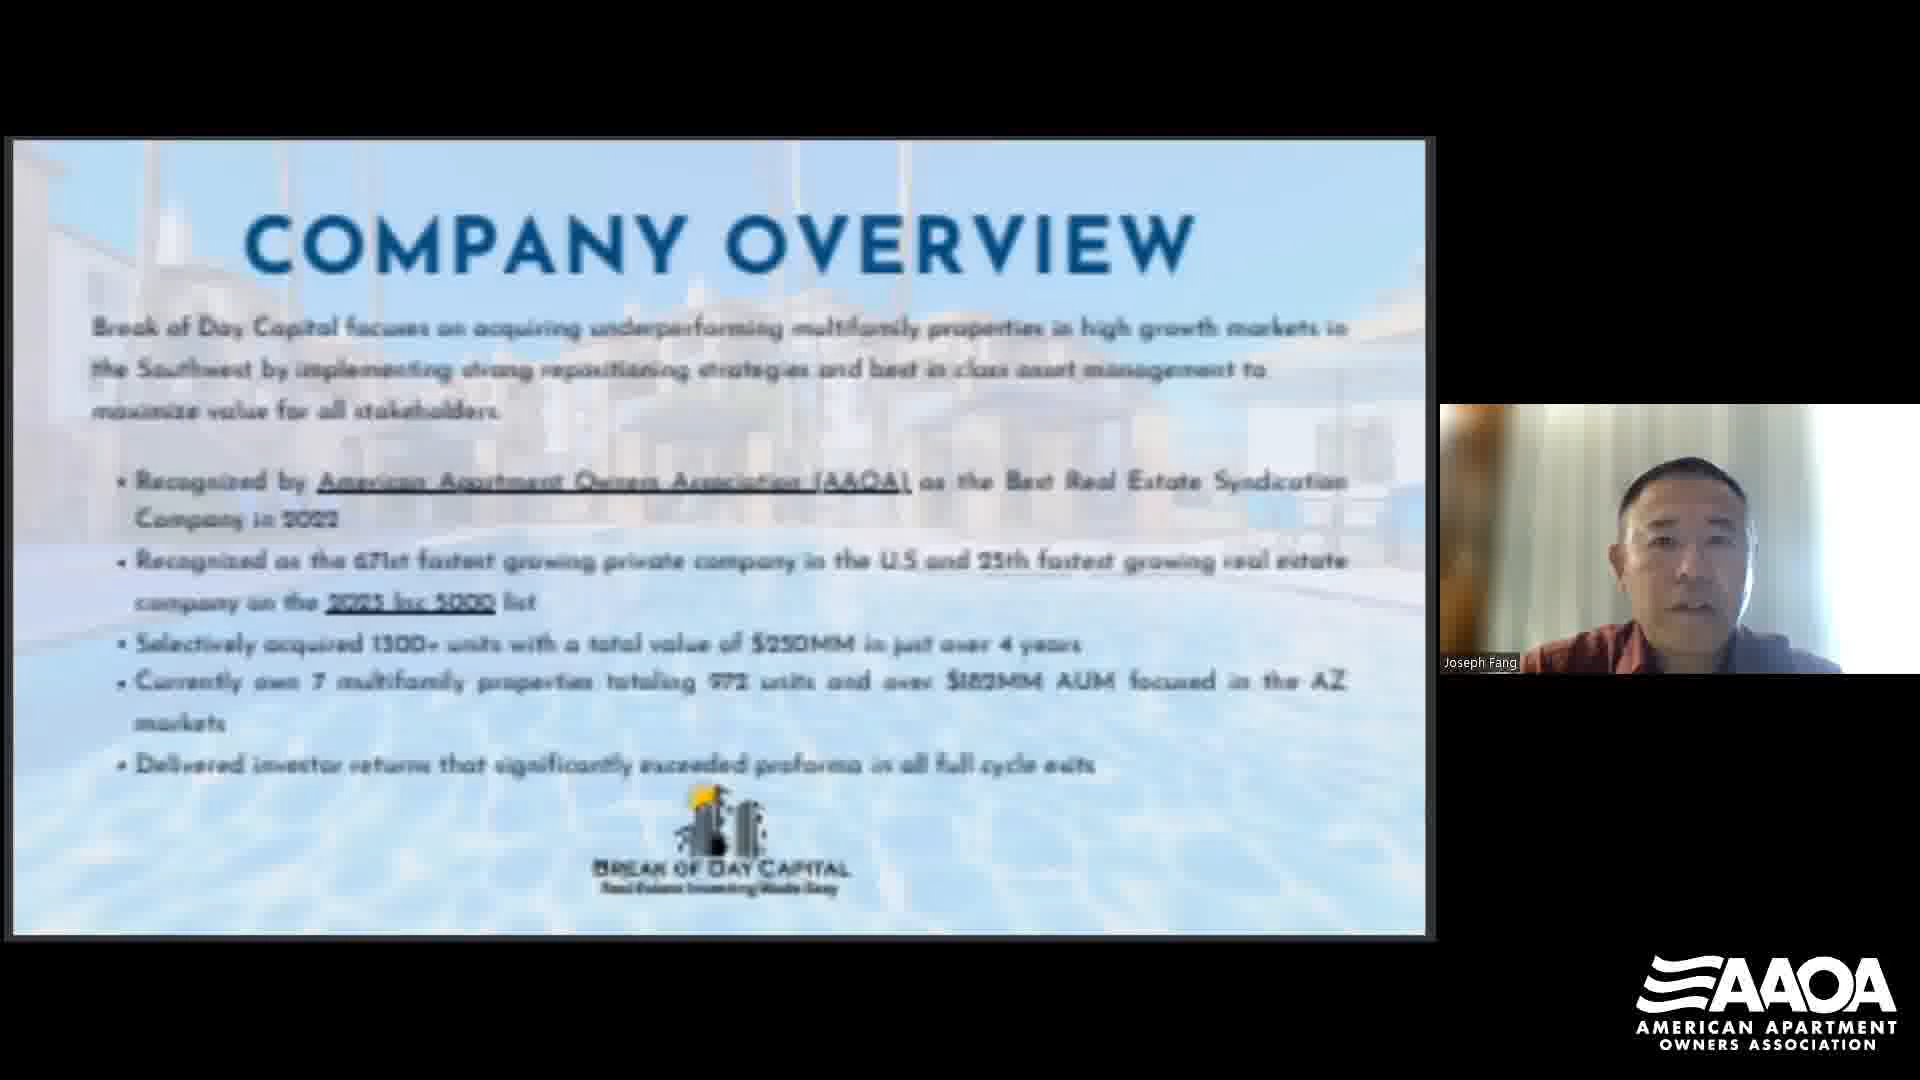 COMPANY OVERVIEW
Break of Day Capital focuses on acquiring underperforming multifamily properties in high growth markets in
the Southwest by implementing strong repositioning strategies and best in class asset management to
maximize value for all stakeholders.
• Recognized by American Apartment Owners Association (AAOA) as the Best Real Estate Syndication
Company in 2022
• Recognized as the 671st fastest growing private company in the U.S and 25th fastest growing real estate
company on the 2023 Inc 5000 list
• Selectively acquired 1300+ units with a total value of $250MM in just over 4 years
• Currently own 7 multifamily properties totaling 972 units and over $182MM AUM focused in the AZ
markets
• Delivered investor returns that significantly exceeded proforma in all full cycle exits
BREAK OF DAY CAPITAL
Real Estate Investing Made Easy
Joseph Fang
AAOA
AMERICAN APARTMENT
OWNERS ASSOCIATION